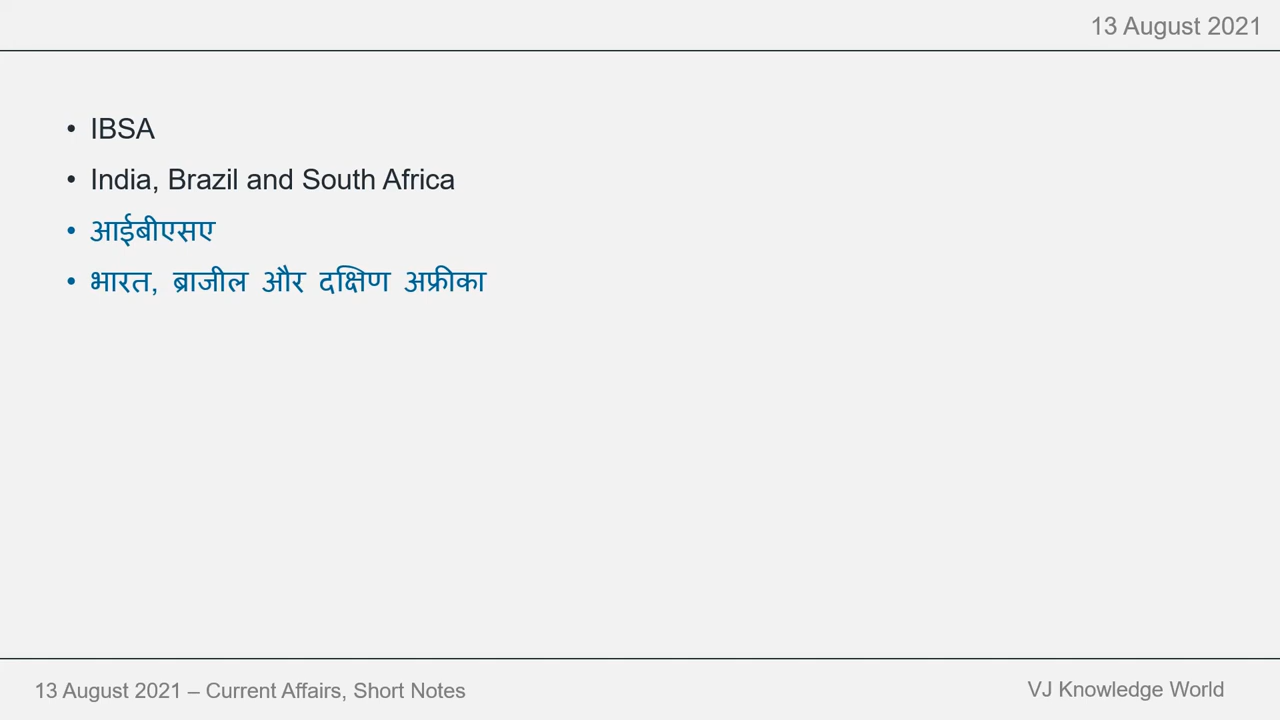 13 August 2021
• IBSA
• India, Brazil and South Africa
• आईबीएसए
• भारत, ब्राजील और दक्षिण अफ्रीका
13 August 2021 – Current Affairs, Short Notes
VJ Knowledge World